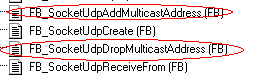 FB_SocketUdpAddMulticastAddress (FB)
FB_SocketUdpCreate (FB)
FB_SocketUdpDropMulticastAddress (FB)
FB_SocketUdpReceiveFrom (FB)